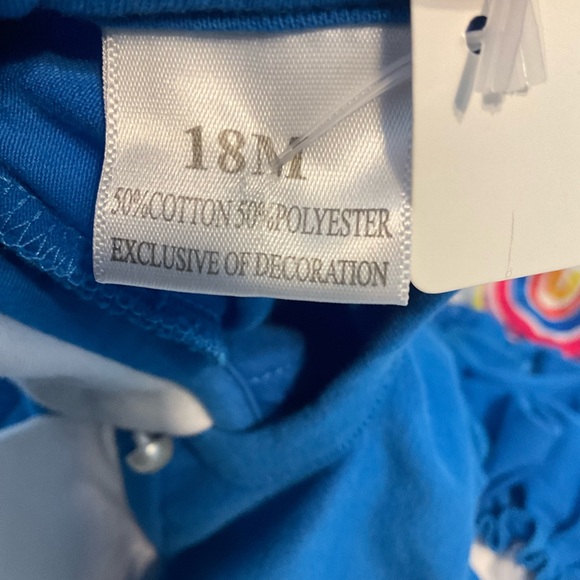 18M
50%COTTON 50%POLYESTER
EXCLUSIVE OF DECORATION